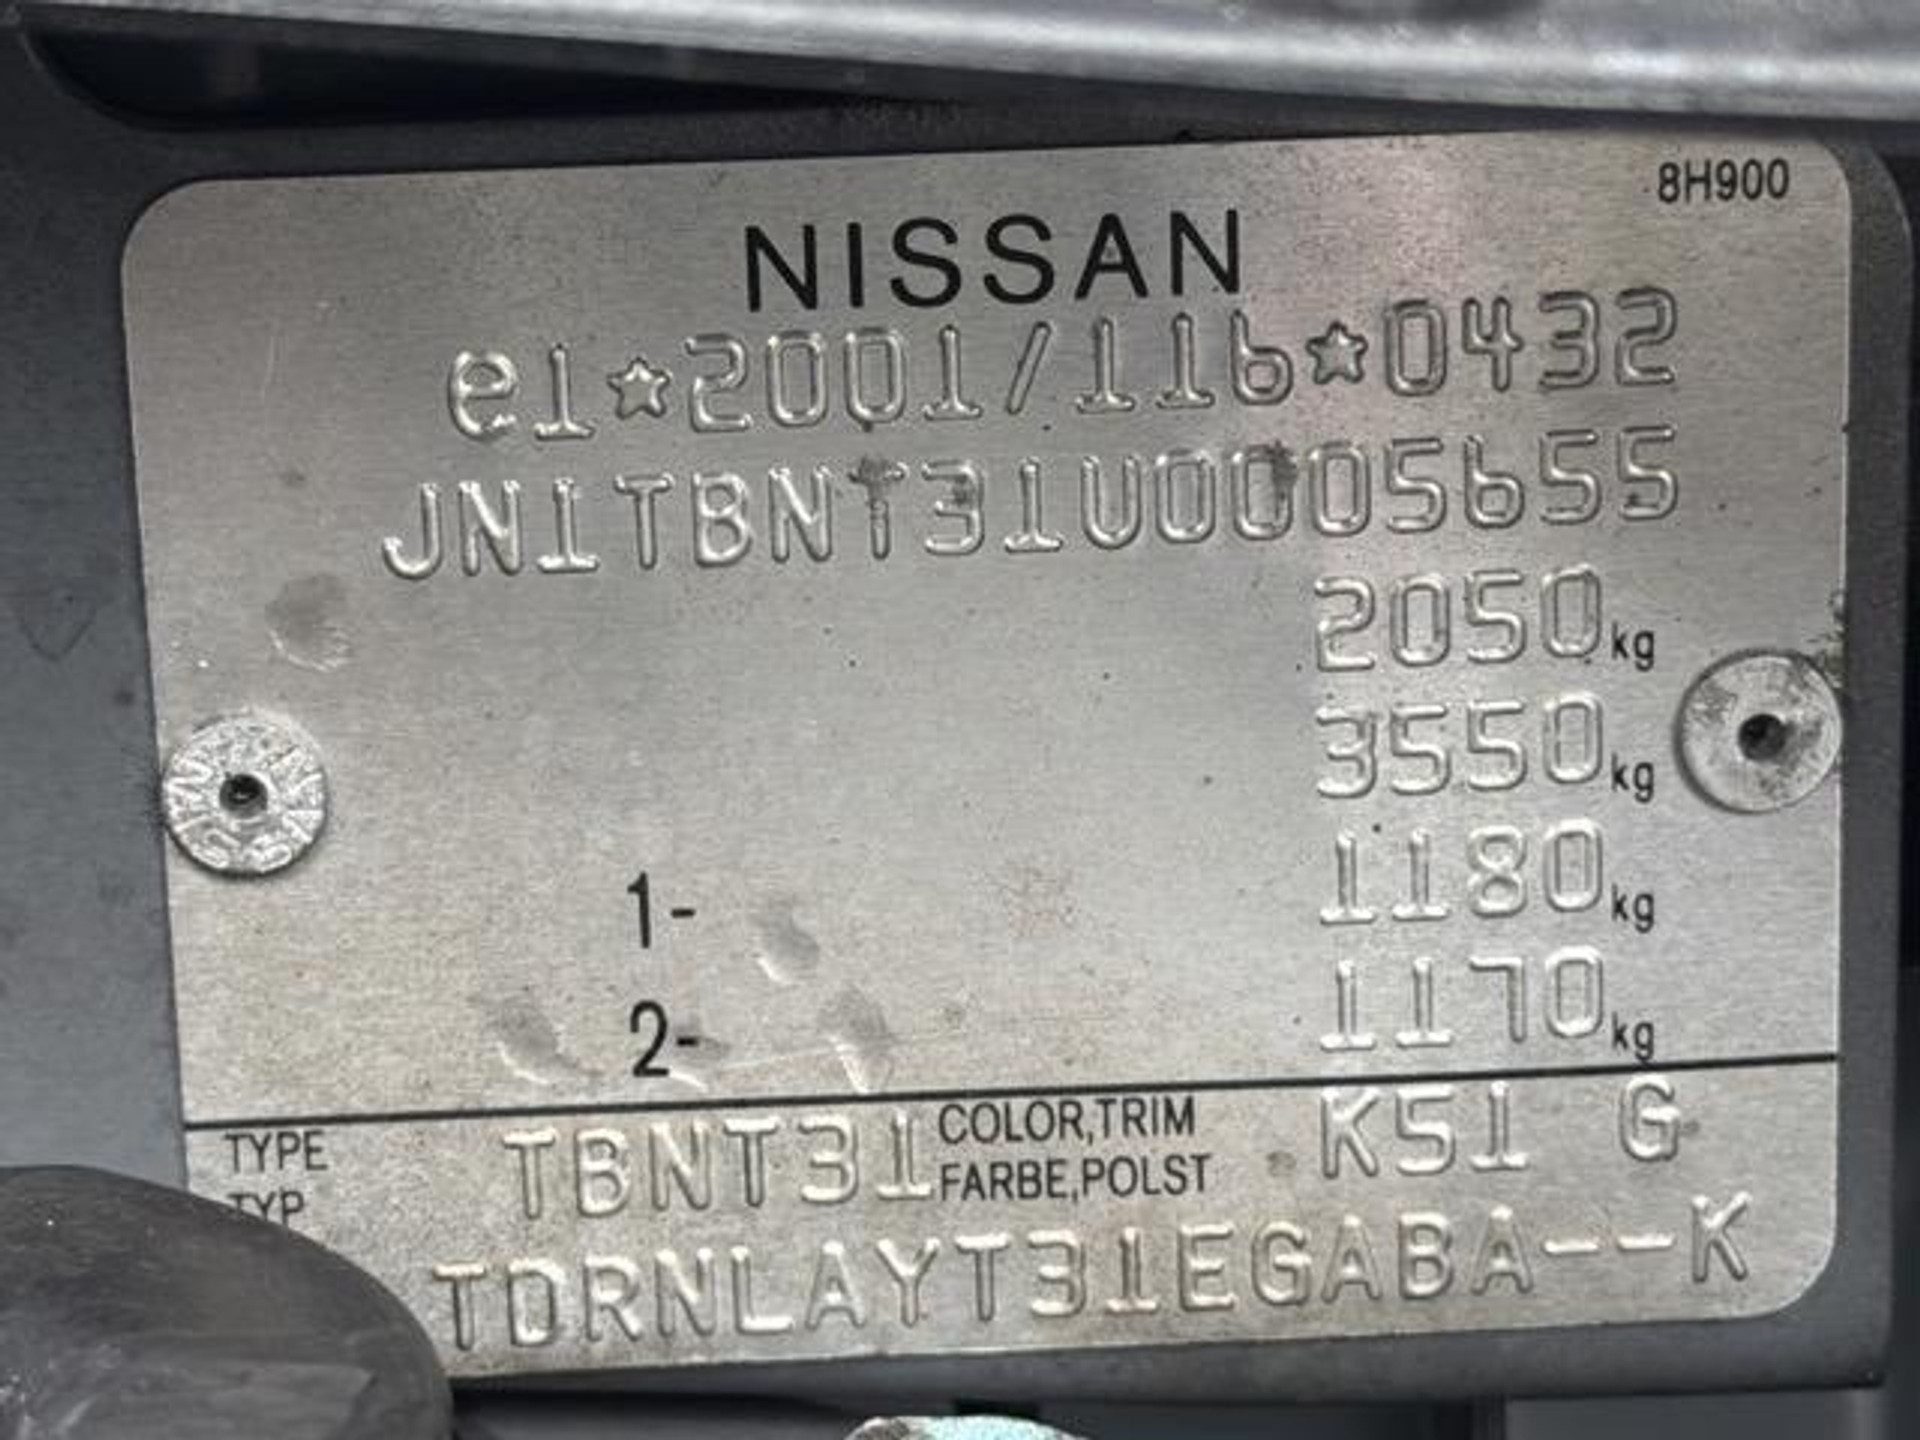 8H900
NISSAN
e1☆2001/116☆0432
JN1TBNT31U0005655
2050kg
3550kg
1- 1180kg
2- 1170kg
TYPE TBNT31 COLOR,TRIM K51 G
TYP FARBE,POLST
TDRNLAYT31EGABA--K